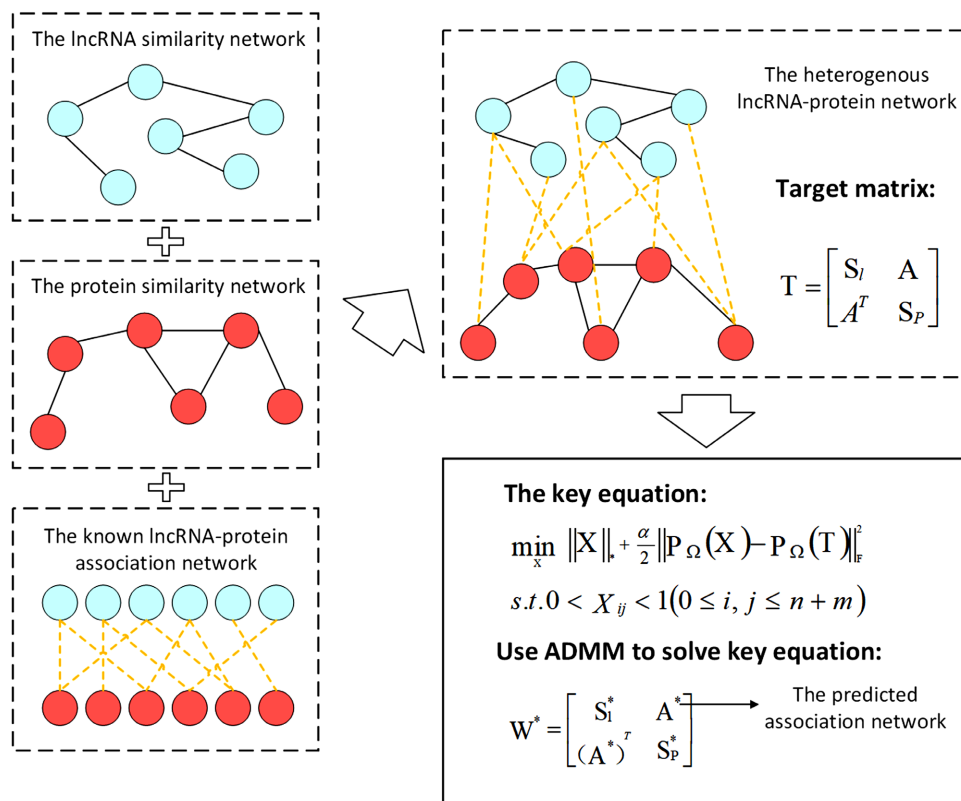 The lncRNA similarity network
The protein similarity network
The known lncRNA-protein
association network
The heterogenous
lncRNA-protein network
Target matrix:
T = [ S_l A
A^T S_P ]
The key equation:
min_x ||X||_* + α/2 ||P_Ω(X) − P_Ω(T)||_F^2
s.t.0 < X_ij < 1(0 ≤ i, j ≤ n + m)
Use ADMM to solve key equation:
W^* = [ S_l^* A^*
(A^*)^T S_P^* ]
The predicted
association network